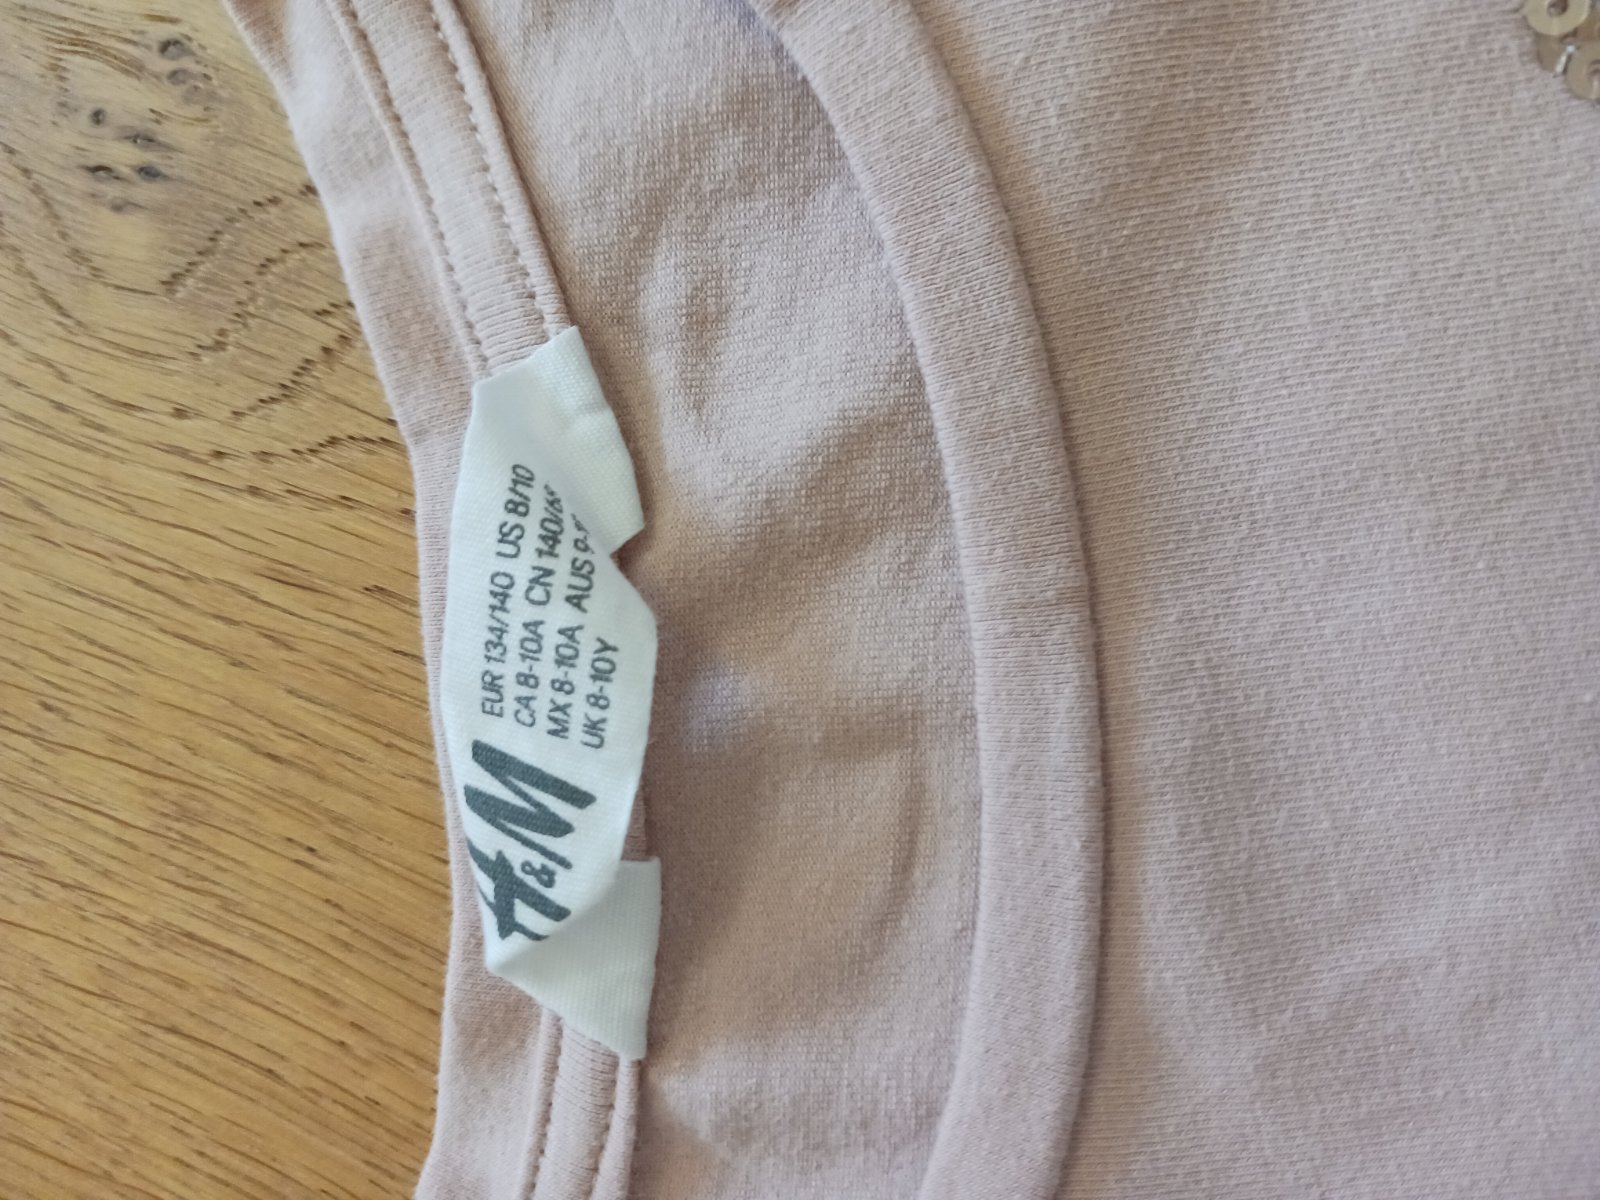 H&M
EUR 134/140 US 8/10
CA 8-10A CN 140/
MX 8-10A AUS
UK 8-10Y